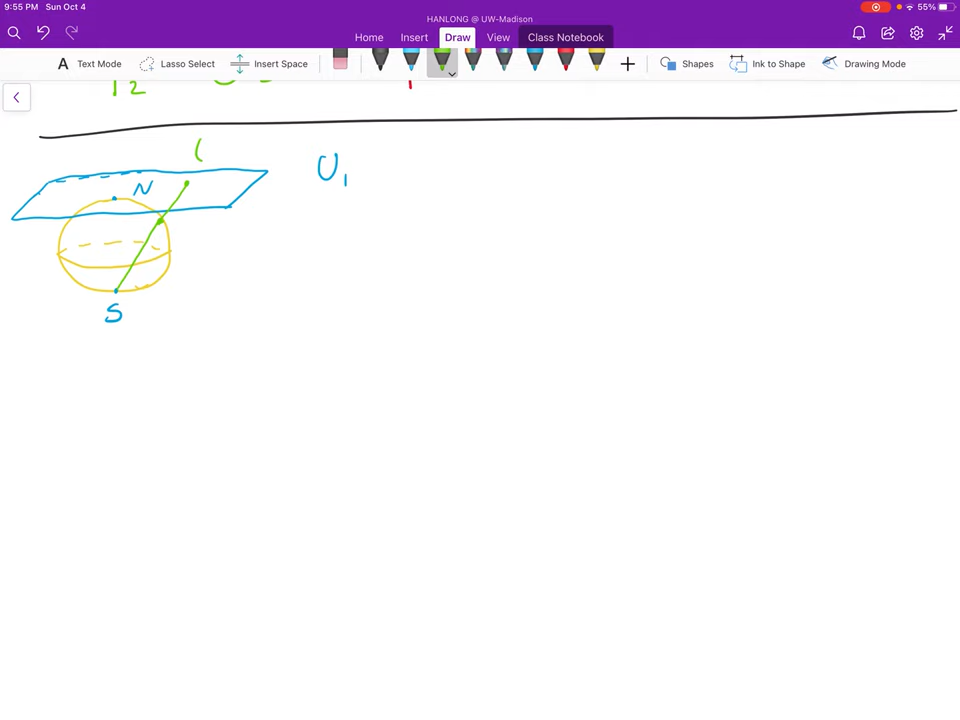 9:55 PM Sun Oct 4
55%
HANLONG @ UW-Madison
Home Insert Draw View Class Notebook
Text Mode Lasso Select Insert Space Shapes Ink to Shape Drawing Mode
(
N
U₁
S